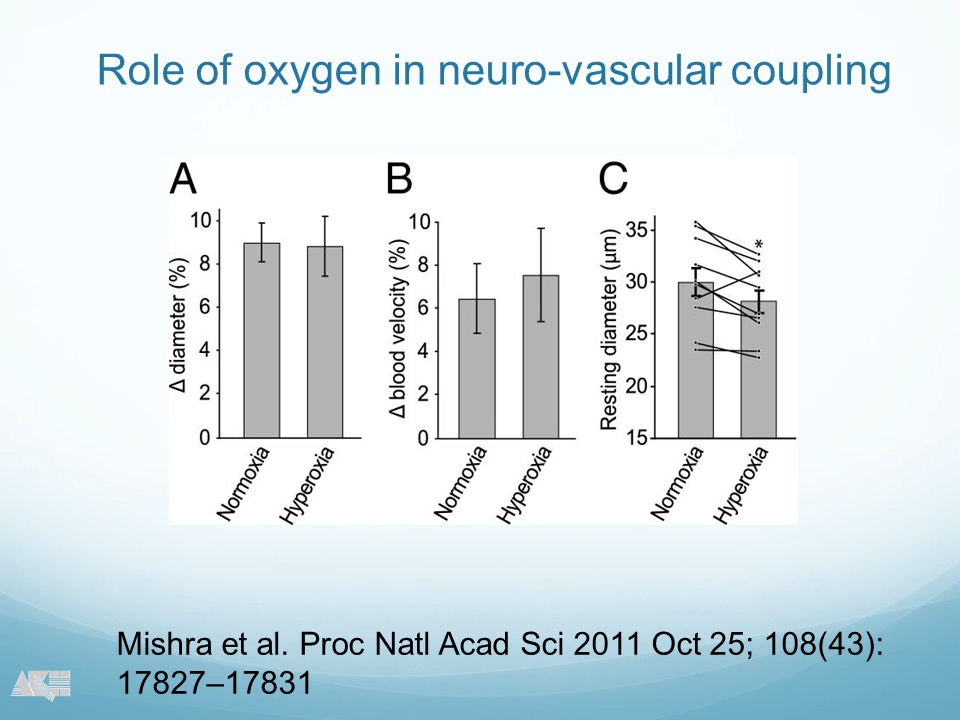 Role of oxygen in neuro-vascular coupling
A
Δ diameter (%)
10
8
6
4
2
0
Normoxia
Hyperoxia
B
Δ blood velocity (%)
10
8
6
4
2
0
Normoxia
Hyperoxia
C
Resting diameter (µm)
35
30
25
20
15
*
Normoxia
Hyperoxia
Mishra et al. Proc Natl Acad Sci 2011 Oct 25; 108(43):
17827–17831